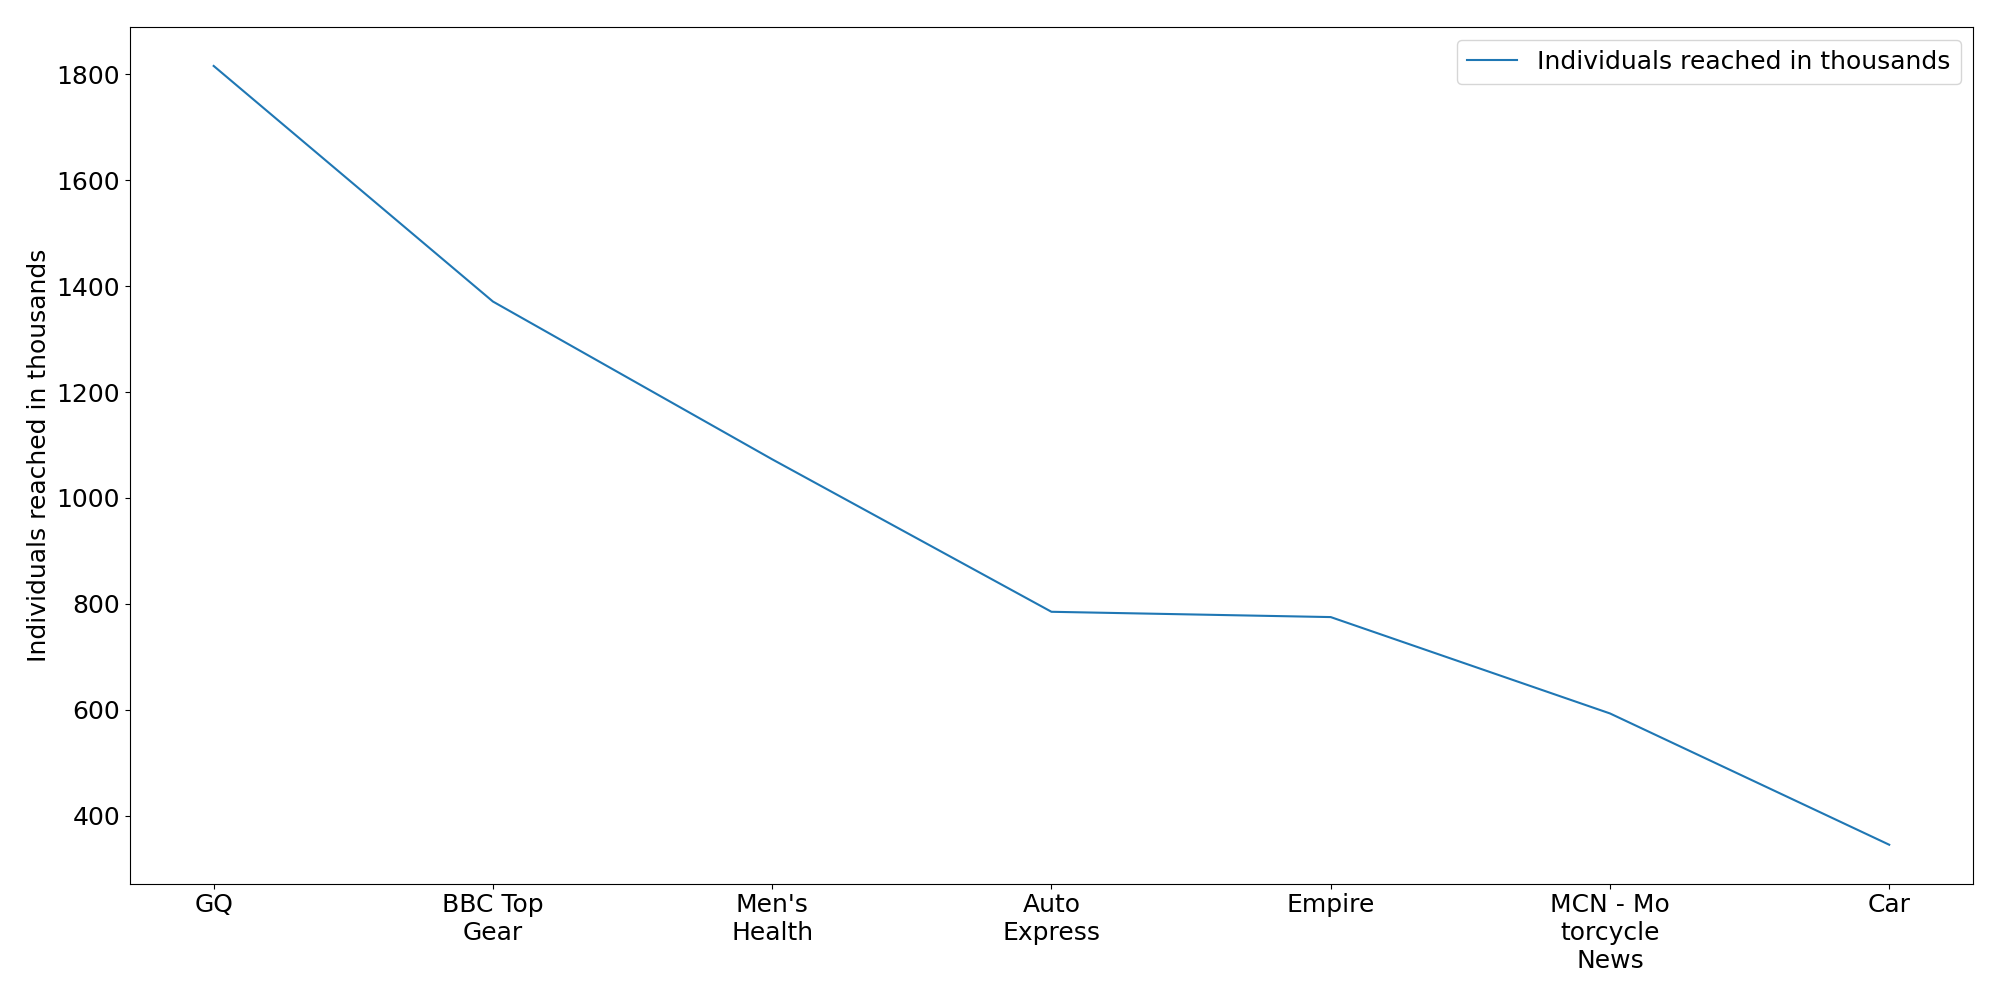 Individuals reached in thousands
Individuals reached in thousands
1800
1600
1400
1200
1000
800
600
400
GQ
BBC Top
Gear
Men's
Health
Auto
Express
Empire
MCN - Mo
torcycle
News
Car